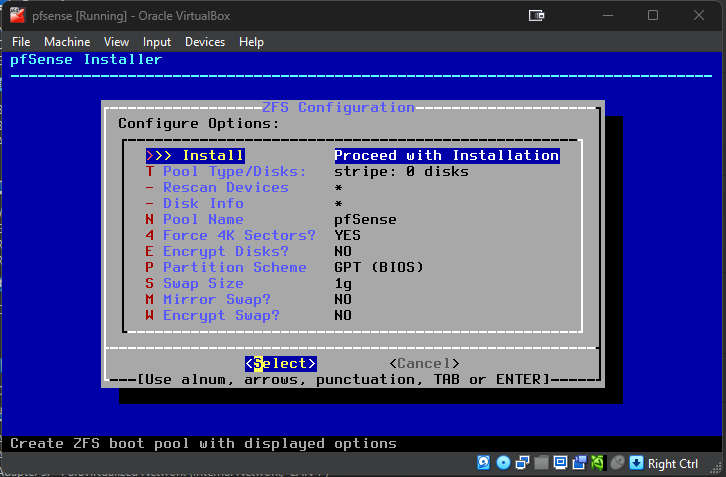 pfsense [Running] - Oracle VirtualBox
File Machine View Input Devices Help
pfSense Installer
ZFS Configuration
Configure Options:
>>> Install Proceed with Installation
T Pool Type/Disks: stripe: 0 disks
- Rescan Devices *
- Disk Info *
N Pool Name pfSense
4 Force 4K Sectors? YES
E Encrypt Disks? NO
P Partition Scheme GPT (BIOS)
S Swap Size 1g
M Mirror Swap? NO
W Encrypt Swap? NO
<Select> <Cancel>
[Use alnum, arrows, punctuation, TAB or ENTER]
Create ZFS boot pool with displayed options
Right Ctrl